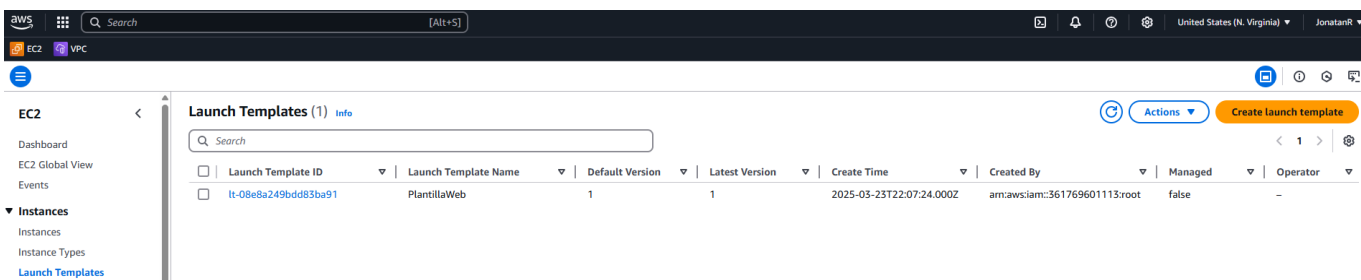 aws Search [Alt+S] United States (N. Virginia) JonatanR
EC2 VPC
EC2
Dashboard
EC2 Global View
Events
Instances
Instances
Instance Types
Launch Templates
Launch Templates (1) Info Actions Create launch template
Search 1
Launch Template ID Launch Template Name Default Version Latest Version Create Time Created By Managed Operator
lt-08e8a249bdd83ba91 PlantillaWeb 1 1 2025-03-23T22:07:24.000Z arn:aws:iam::361769601113:root false –